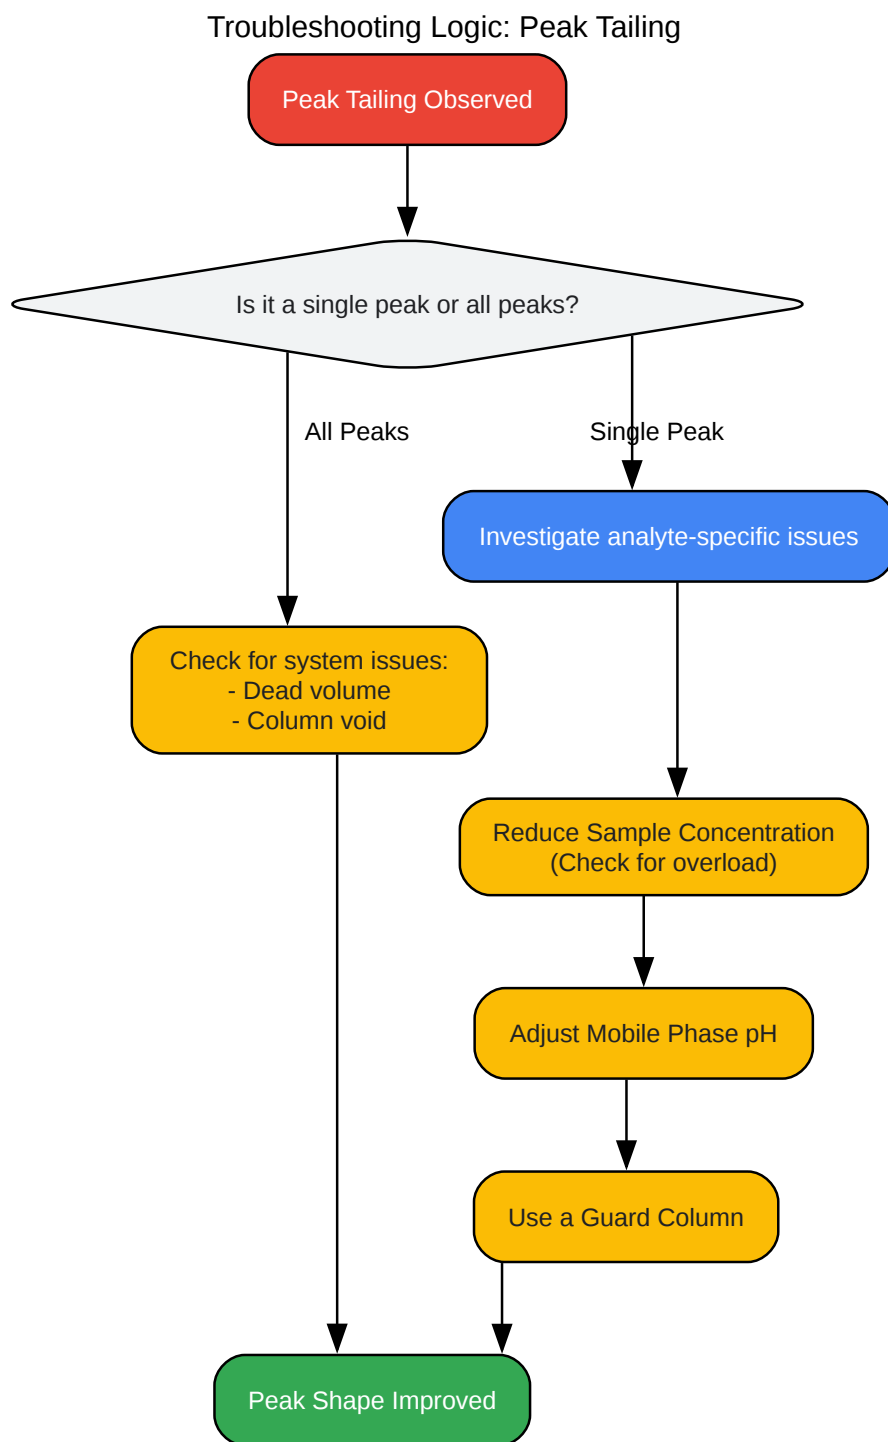 Troubleshooting Logic: Peak Tailing
Peak Tailing Observed
Is it a single peak or all peaks?
All Peaks
Single Peak
Investigate analyte-specific issues
Check for system issues:
- Dead volume
- Column void
Reduce Sample Concentration
(Check for overload)
Adjust Mobile Phase pH
Use a Guard Column
Peak Shape Improved